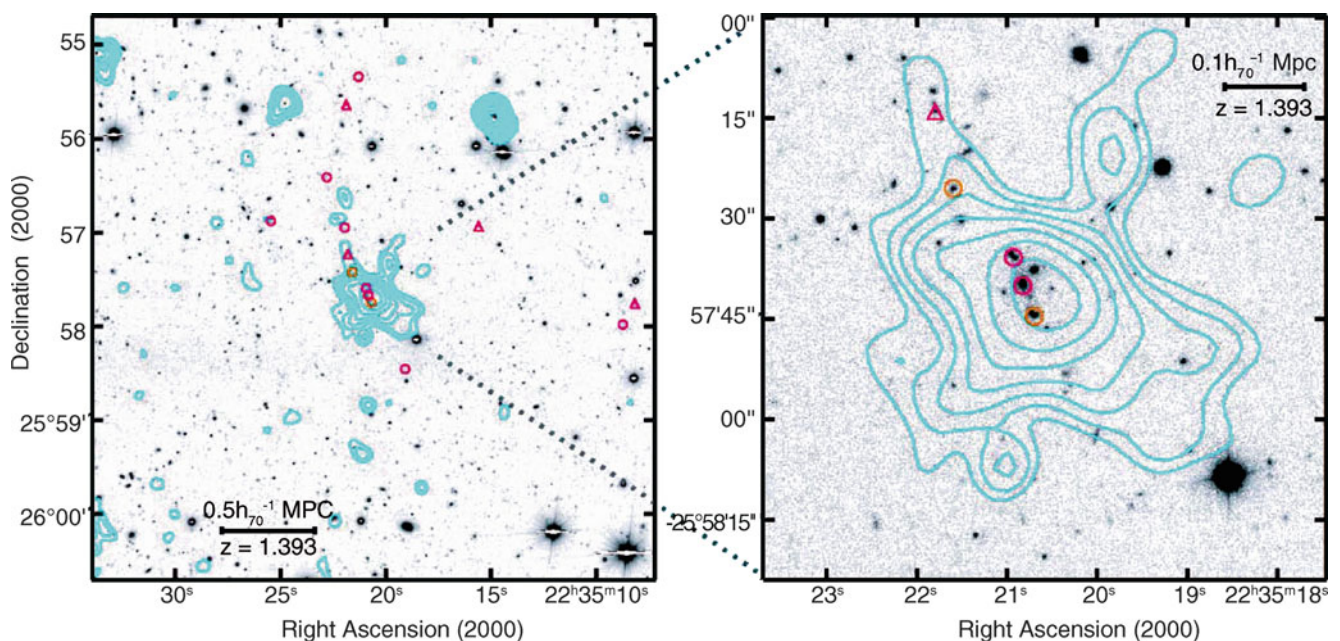 55
56
57
58
25°59'
26°00'
Declination (2000)
0.5h₇₀⁻¹ MPC
z = 1.393
30ˢ 25ˢ 20ˢ 15ˢ 22ʰ35ᵐ10ˢ
Right Ascension (2000)
00"
15"
30"
57'45"
00"
-25°58'15"
0.1h₇₀⁻¹ Mpc
z = 1.393
23ˢ 22ˢ 21ˢ 20ˢ 19ˢ 22ʰ35ᵐ18ˢ
Right Ascension (2000)